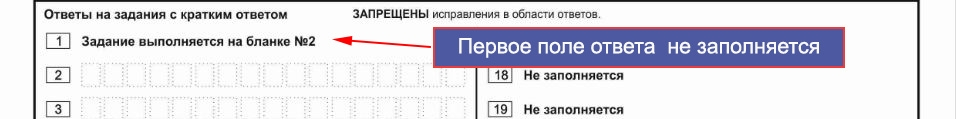 Ответы на задания с кратким ответом
ЗАПРЕЩЕНЫ исправления в области ответов.
1 Задание выполняется на бланке №2
Первое поле ответа не заполняется
2
18 Не заполняется
3
19 Не заполняется